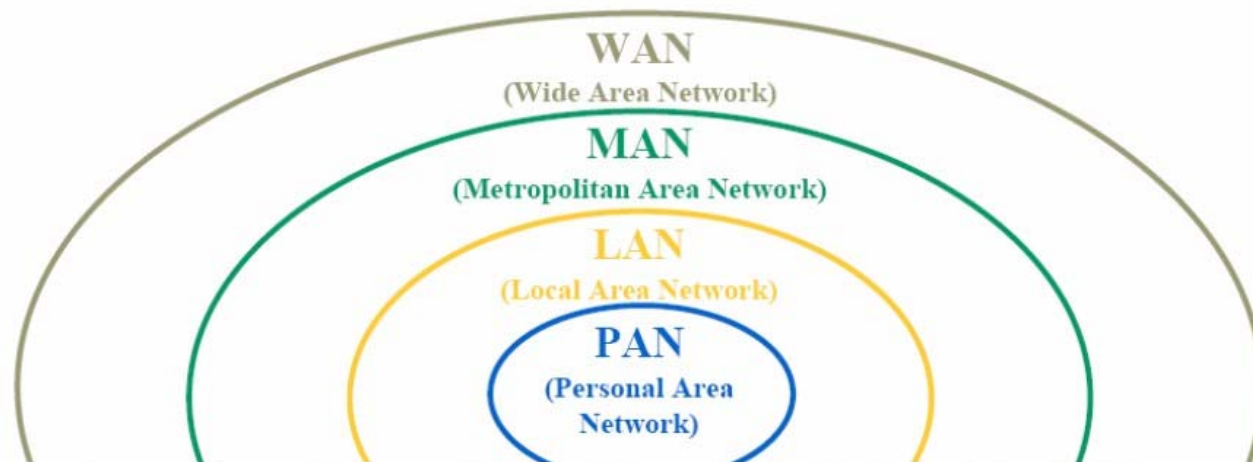 WAN
(Wide Area Network)
MAN
(Metropolitan Area Network)
LAN
(Local Area Network)
PAN
(Personal Area
Network)